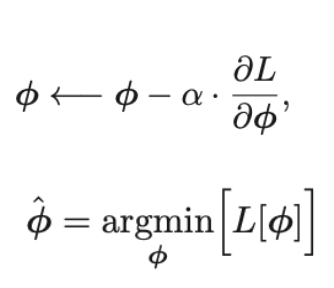 ϕ ⟵ ϕ − α · ∂L/∂ϕ,
ϕ̂ = argmin_ϕ [L[ϕ]]